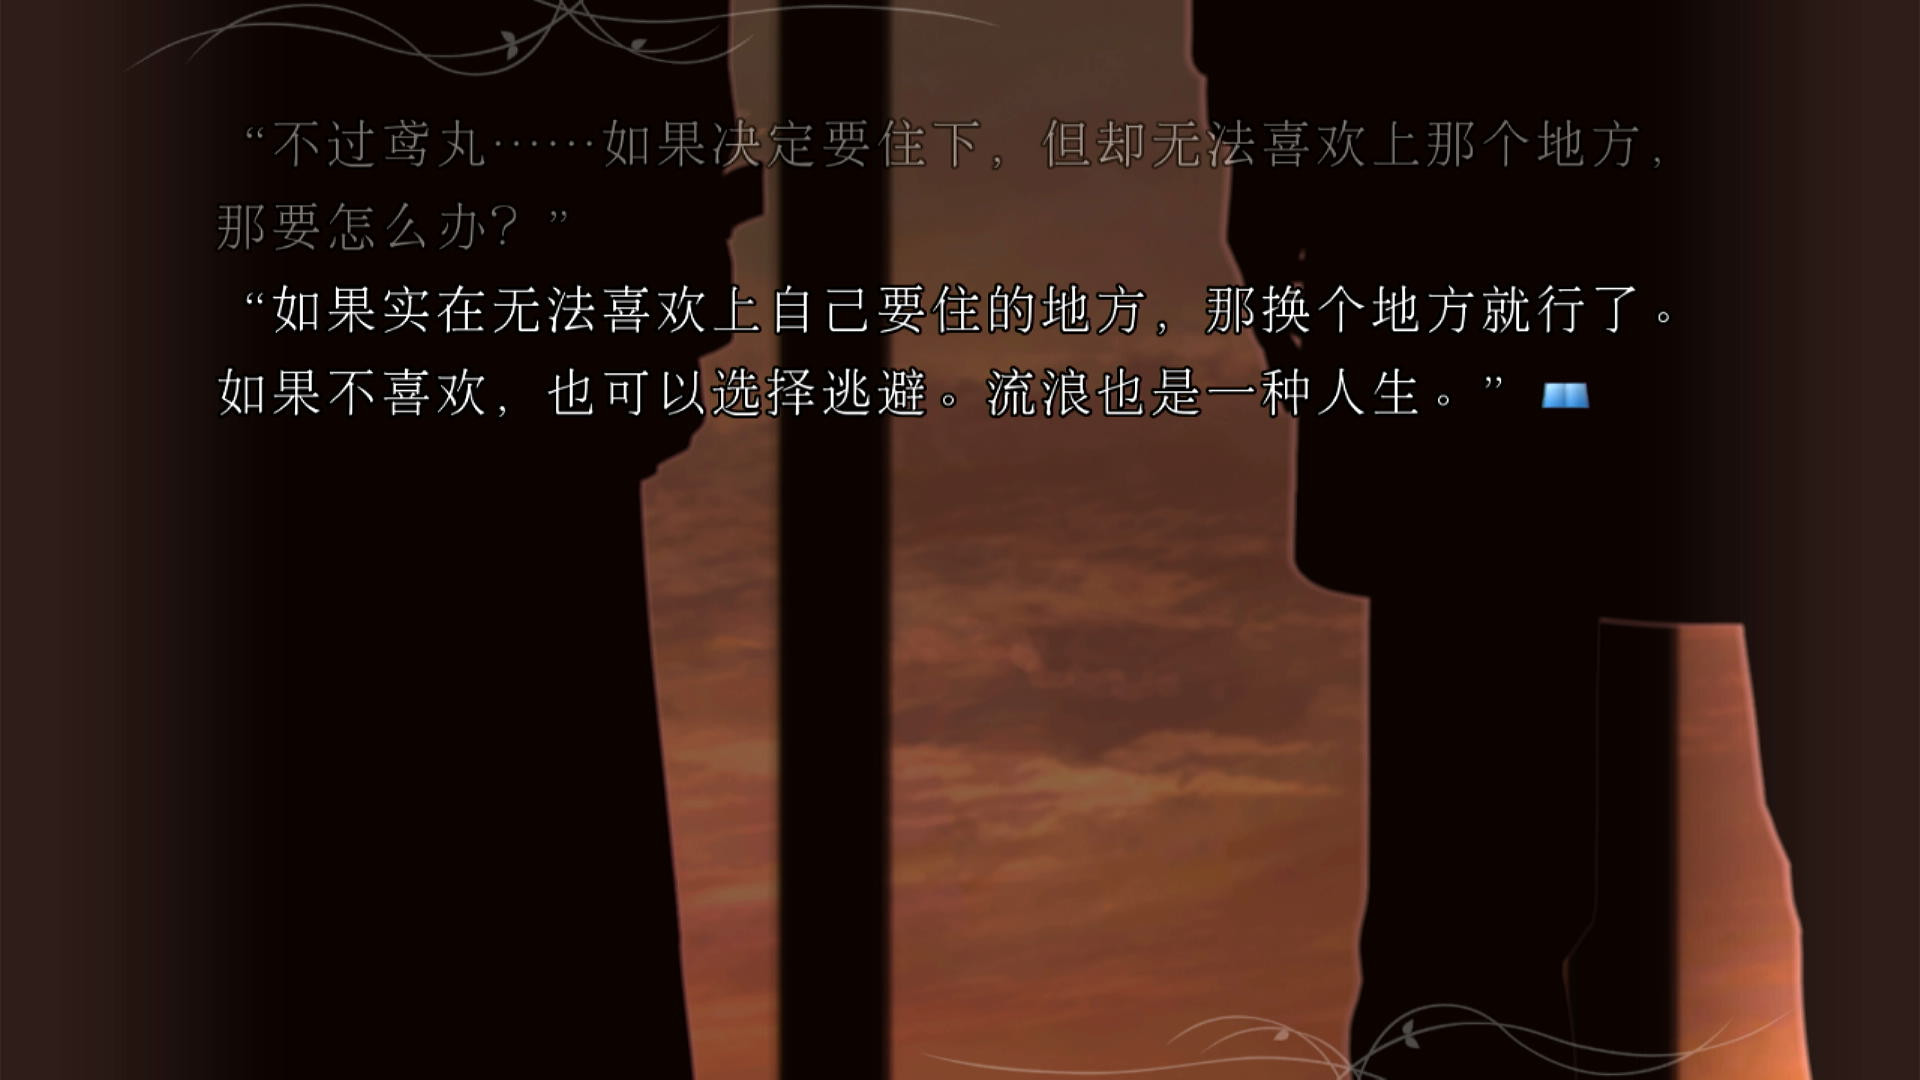 “不过鸢丸……如果决定要住下，但却无法喜欢上那个地方，
那要怎么办？”
“如果实在无法喜欢上自己要住的地方，那换个地方就行了。
如果不喜欢，也可以选择逃避。流浪也是一种人生。”